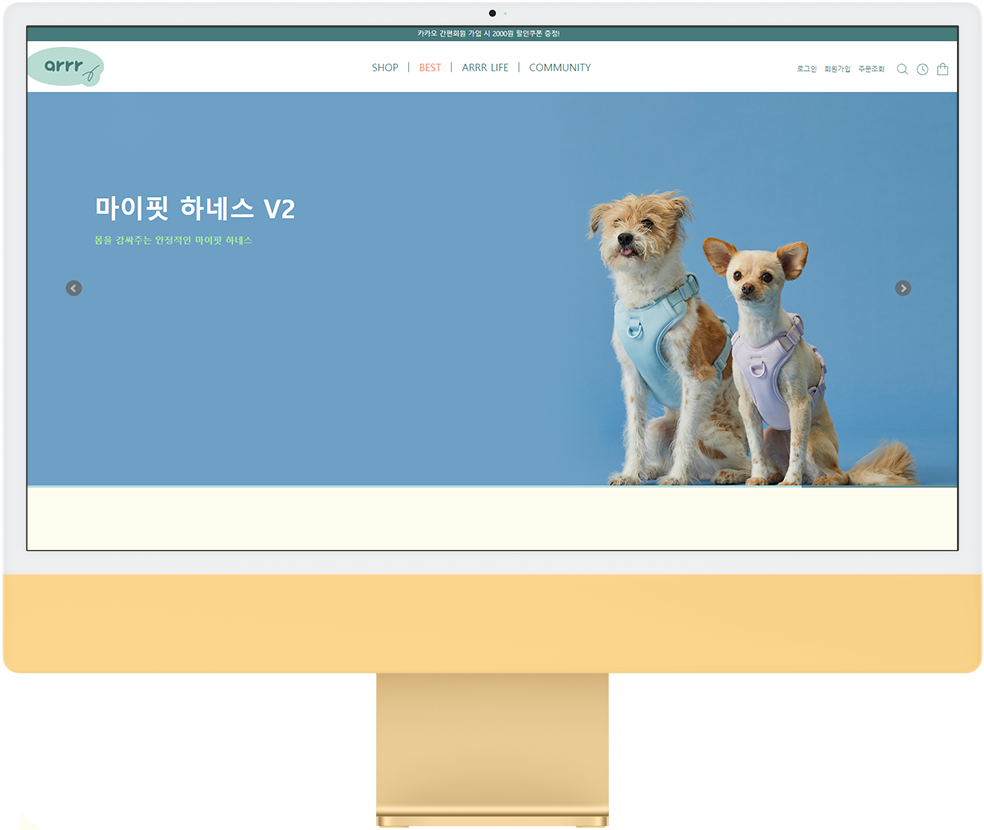 카카오 간편회원 가입 시 2000원 할인쿠폰 증정!
arrr
SHOP | BEST | ARRR LIFE | COMMUNITY
로그인 회원가입 주문조회
마이핏 하네스 V2
몸을 감싸주는 안정적인 마이핏 하네스